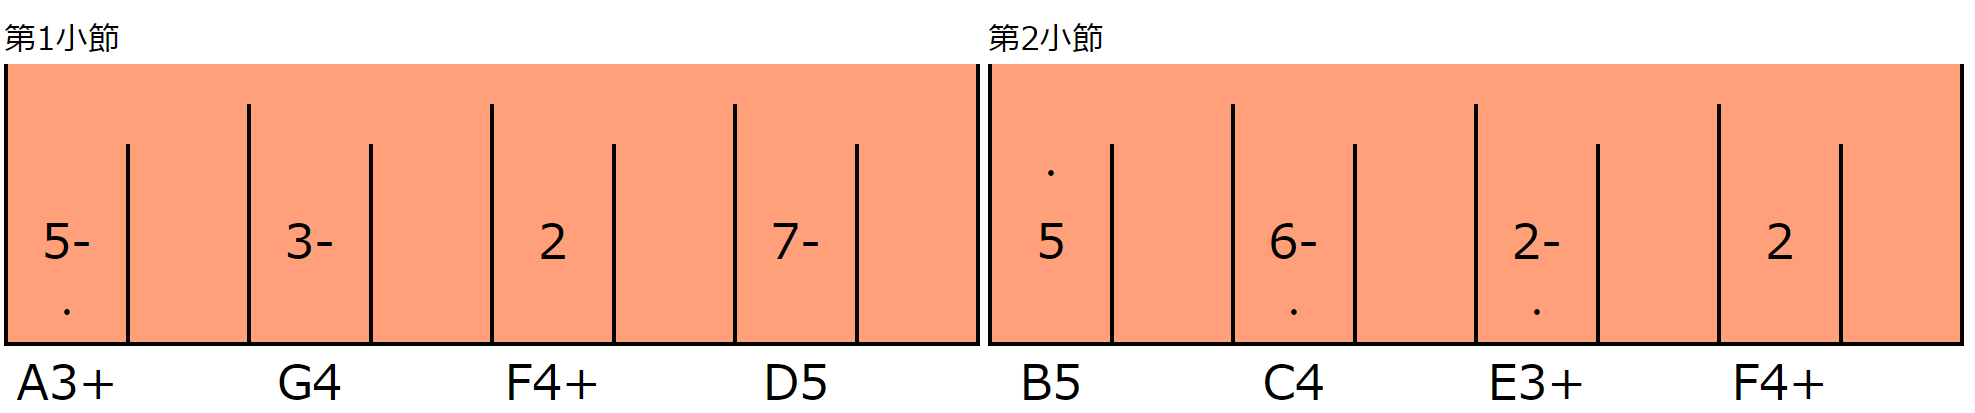 第1小節 第2小節
·  
5- 3- 2 7- 5 6- 2- 2
. . .
A3+ G4 F4+ D5 B5 C4 E3+ F4+